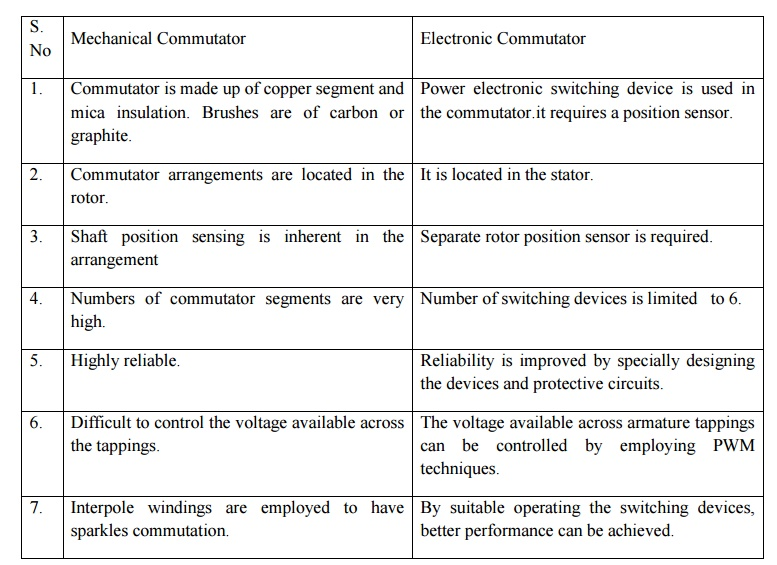 S.
No
Mechanical Commutator
Electronic Commutator
1.
Commutator is made up of copper segment and
mica insulation. Brushes are of carbon or
graphite.
Power electronic switching device is used in
the commutator.it requires a position sensor.
2.
Commutator arrangements are located in the
rotor.
It is located in the stator.
3.
Shaft position sensing is inherent in the
arrangement
Separate rotor position sensor is required.
4.
Numbers of commutator segments are very
high.
Number of switching devices is limited to 6.
5.
Highly reliable.
Reliability is improved by specially designing
the devices and protective circuits.
6.
Difficult to control the voltage available across
the tappings.
The voltage available across armature tappings
can be controlled by employing PWM
techniques.
7.
Interpole windings are employed to have
sparkles commutation.
By suitable operating the switching devices,
better performance can be achieved.